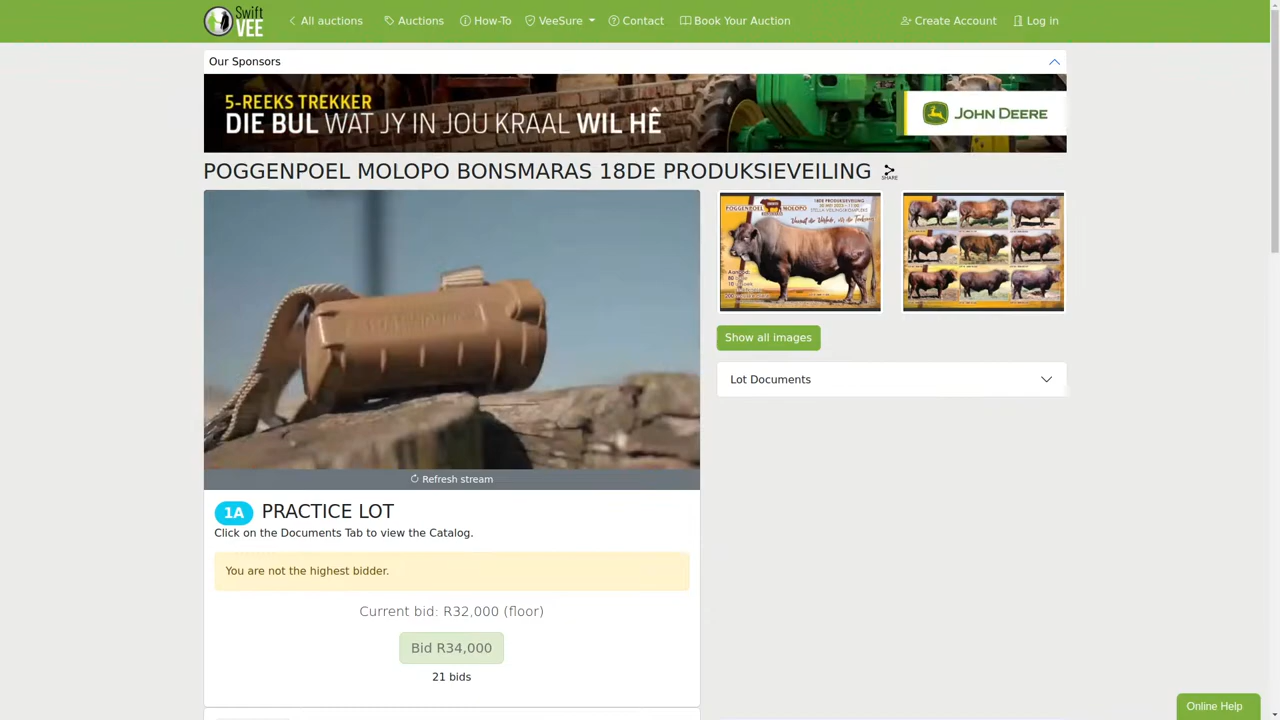 Swift
VEE
All auctions
Auctions
How-To
VeeSure
Contact
Book Your Auction
Create Account
Log in
Our Sponsors
5-REEKS TREKKER
DIE BUL WAT JY IN JOU KRAAL WIL HÊ
JOHN DEERE
POGGENPOEL MOLOPO BONSMARAS 18DE PRODUKSIEVEILING
SHARE
POGGENPOEL MOLOPO
18DE PRODUKSIEVEILING
Show all images
Lot Documents
Refresh stream
1A PRACTICE LOT
Click on the Documents Tab to view the Catalog.
You are not the highest bidder.
Current bid: R32,000 (floor)
Bid R34,000
21 bids
Online Help